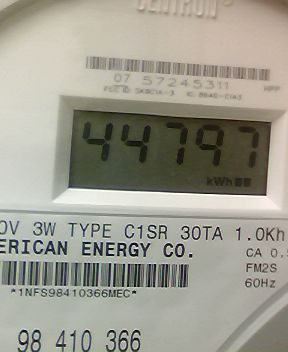 CENTRON®
07 57245311
44797
kWh
0V 3W TYPE C1SR 30TA 1.0Kh
ERICAN ENERGY CO.
CA 0.
*1NFS98410366MEC*
FM2S
60Hz
98 410 366